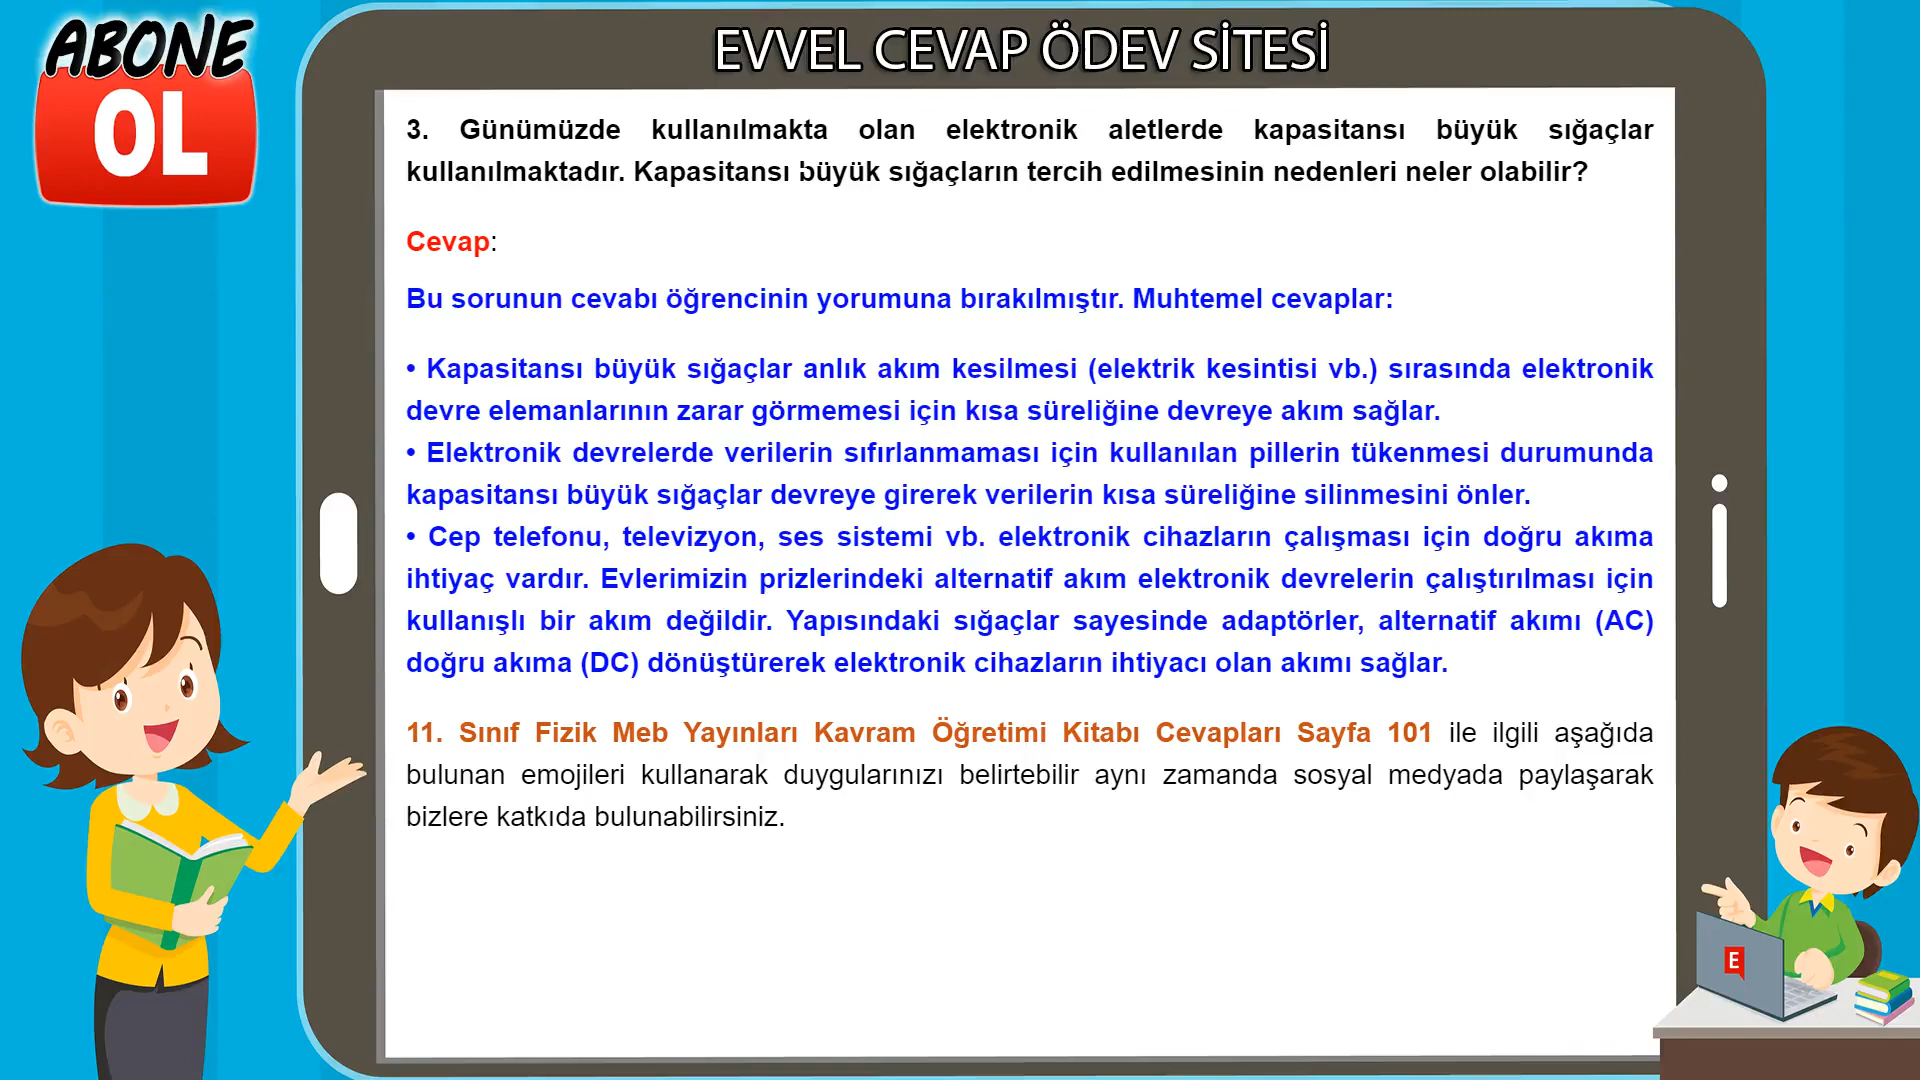 ABONE
OL
EVVEL CEVAP ÖDEV SİTESİ
3. Günümüzde kullanılmakta olan elektronik aletlerde kapasitansı büyük sığaçlar
kullanılmaktadır. Kapasitansı büyük sığaçların tercih edilmesinin nedenleri neler olabilir?
Cevap:
Bu sorunun cevabı öğrencinin yorumuna bırakılmıştır. Muhtemel cevaplar:
• Kapasitansı büyük sığaçlar anlık akım kesilmesi (elektrik kesintisi vb.) sırasında elektronik
devre elemanlarının zarar görmemesi için kısa süreliğine devreye akım sağlar.
• Elektronik devrelerde verilerin sıfırlanmaması için kullanılan pillerin tükenmesi durumunda
kapasitansı büyük sığaçlar devreye girerek verilerin kısa süreliğine silinmesini önler.
• Cep telefonu, televizyon, ses sistemi vb. elektronik cihazların çalışması için doğru akıma
ihtiyaç vardır. Evlerimizin prizlerindeki alternatif akım elektronik devrelerin çalıştırılması için
kullanışlı bir akım değildir. Yapısındaki sığaçlar sayesinde adaptörler, alternatif akımı (AC)
doğru akıma (DC) dönüştürerek elektronik cihazların ihtiyacı olan akımı sağlar.
11. Sınıf Fizik Meb Yayınları Kavram Öğretimi Kitabı Cevapları Sayfa 101 ile ilgili aşağıda
bulunan emojileri kullanarak duygularınızı belirtebilir aynı zamanda sosyal medyada paylaşarak
bizlere katkıda bulunabilirsiniz.
E